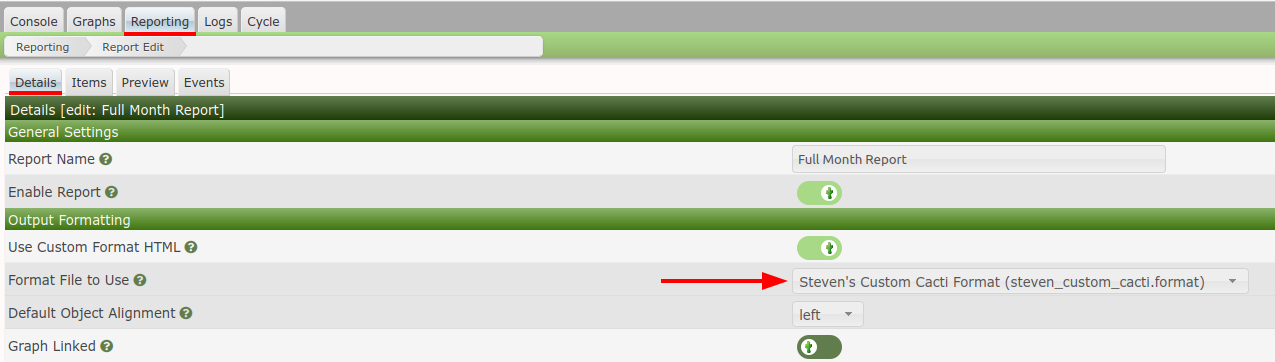 Console Graphs Reporting Logs Cycle
Reporting Report Edit
Details Items Preview Events
Details [edit: Full Month Report]
General Settings
Report Name ? Full Month Report
Enable Report ?
Output Formatting
Use Custom Format HTML ?
Format File to Use ? Steven's Custom Cacti Format (steven_custom_cacti.format)
Default Object Alignment ? left
Graph Linked ?